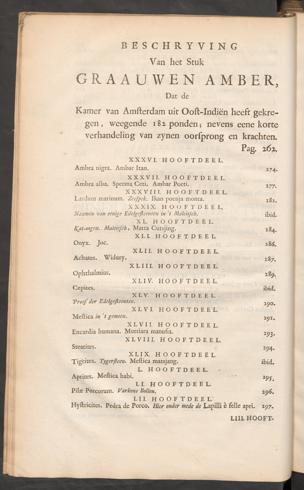 BESCHRYVING
Van het Stuk
GRAAUWEN AMBER,
Dat de
Kamer van Amsterdam uit Oost-Indiën heeft gekre-
gen, weegende 182 ponden; nevens eene korte
verhandeling van zynen oorsprong en krachten.
Pag. 262.
XXXVI. HOOFTDEEL.
Ambra nigra. Ambar Itan. 274.
XXXVII. HOOFTDEEL.
Ambra alba. Sperma Ceti. Ambar Poeti. 277.
XXXVIII. HOOFTDEEL.
Lardum marinum. Zeespek. Ikan poenja monta. 281.
XXXIX. HOOFTDEEL.
Naamen van eenige Edelgesteenten in 't Maleitsch. ibid.
XL. HOOFTDEEL.
Kat-oogen. Maleitsch, Matta Cutsjing. 284.
XLI. HOOFTDEEL.
Onyx. Joc. 286.
XLII. HOOFTDEEL.
Achates. Widury. 287.
XLIII. HOOFTDEEL.
Ophthalmius. 289.
XLIV. HOOFTDEEL.
Cepites. ibid.
XLV. HOOFTDEEL.
Proef der Edelgesteenten. 290.
XLVI. HOOFTDEEL.
Mestica in 't gemeen. 291.
XLVII. HOOFTDEEL.
Encardia humana. Mestica 293.
XLVIII. HOOFTDEEL.
Steatites. 294.
XLIX. HOOFTDEEL.
Tigrites. Tygersteen. Mestica matsjang. ibid.
L. HOOFTDEEL.
Aprites. Mestica babi. 295.
LI. HOOFTDEEL.
Pilæ Porcorum. Varkens Bollen. 296.
LII. HOOFTDEEL.
Hystricites. Pedra de Porco. Hier onder mede de Lapilli è felle apri. 297.
LIII. HOOFT-